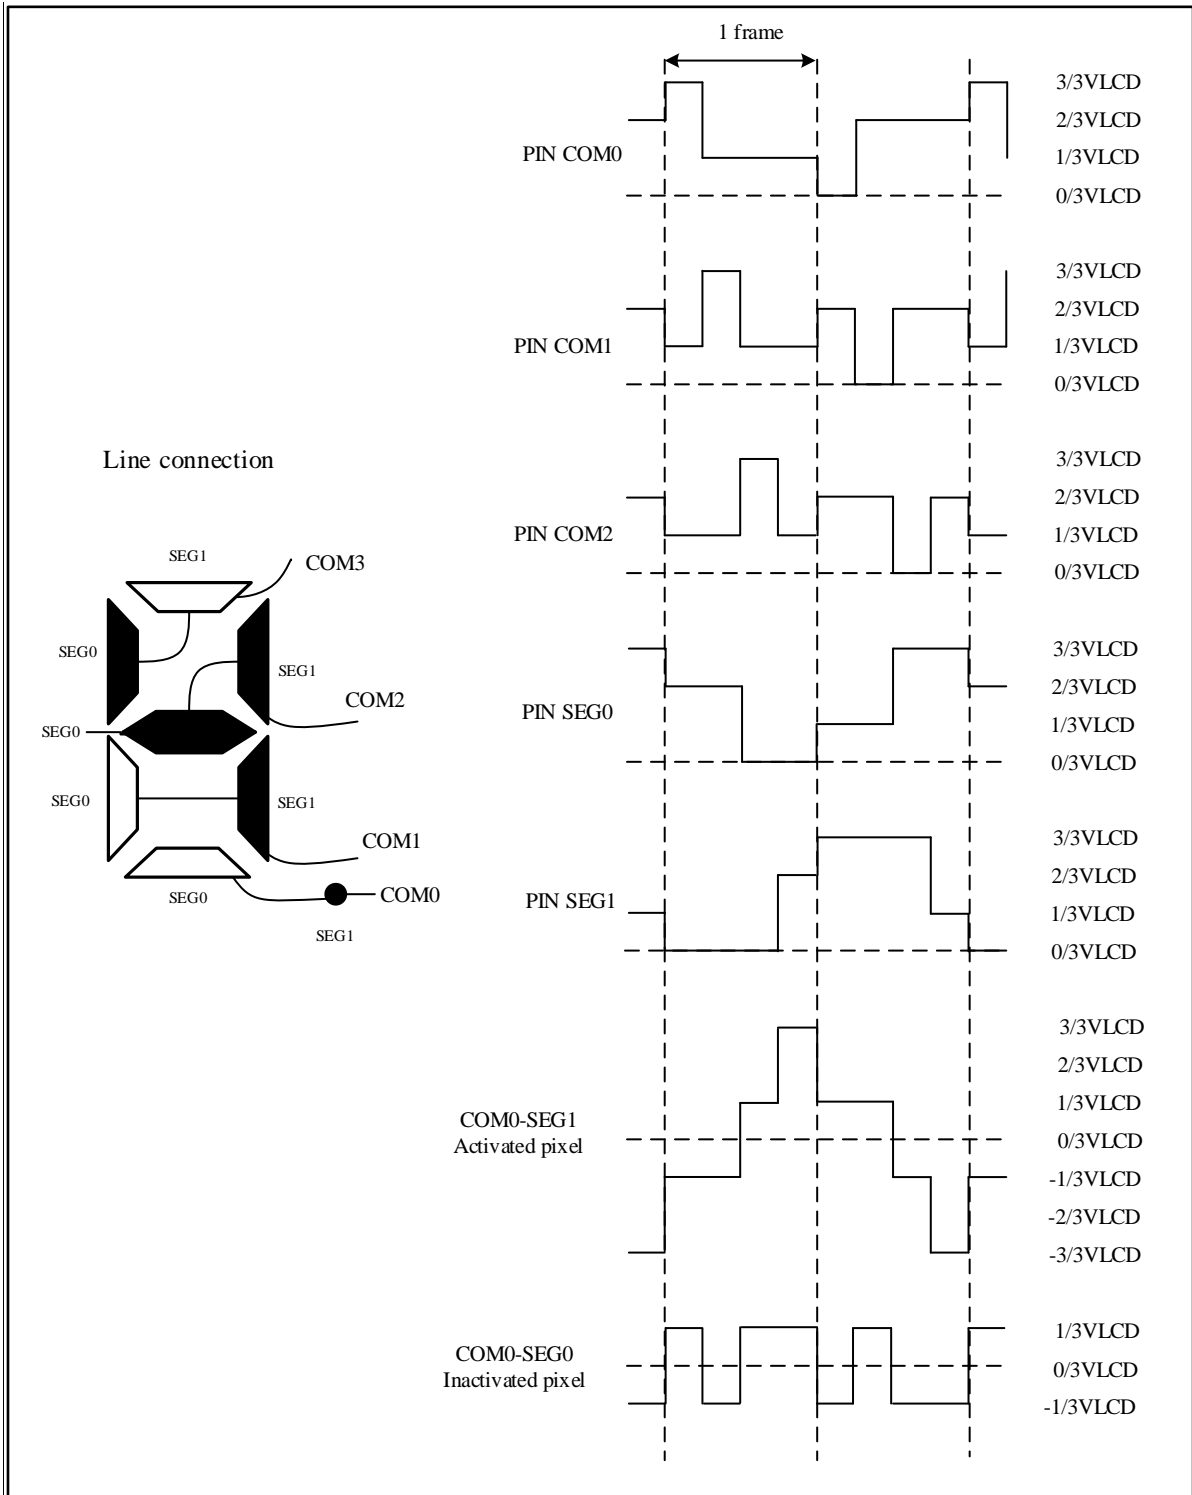 1 frame
PIN COM0
3/3VLCD
2/3VLCD
1/3VLCD
0/3VLCD
PIN COM1
3/3VLCD
2/3VLCD
1/3VLCD
0/3VLCD
Line connection
SEG1
COM3
SEG0
SEG1
COM2
SEG0
SEG0
SEG1
COM1
SEG0
COM0
SEG1
PIN COM2
3/3VLCD
2/3VLCD
1/3VLCD
0/3VLCD
PIN SEG0
3/3VLCD
2/3VLCD
1/3VLCD
0/3VLCD
PIN SEG1
3/3VLCD
2/3VLCD
1/3VLCD
0/3VLCD
COM0-SEG1
Activated pixel
3/3VLCD
2/3VLCD
1/3VLCD
0/3VLCD
-1/3VLCD
-2/3VLCD
-3/3VLCD
COM0-SEG0
Inactivated pixel
1/3VLCD
0/3VLCD
-1/3VLCD